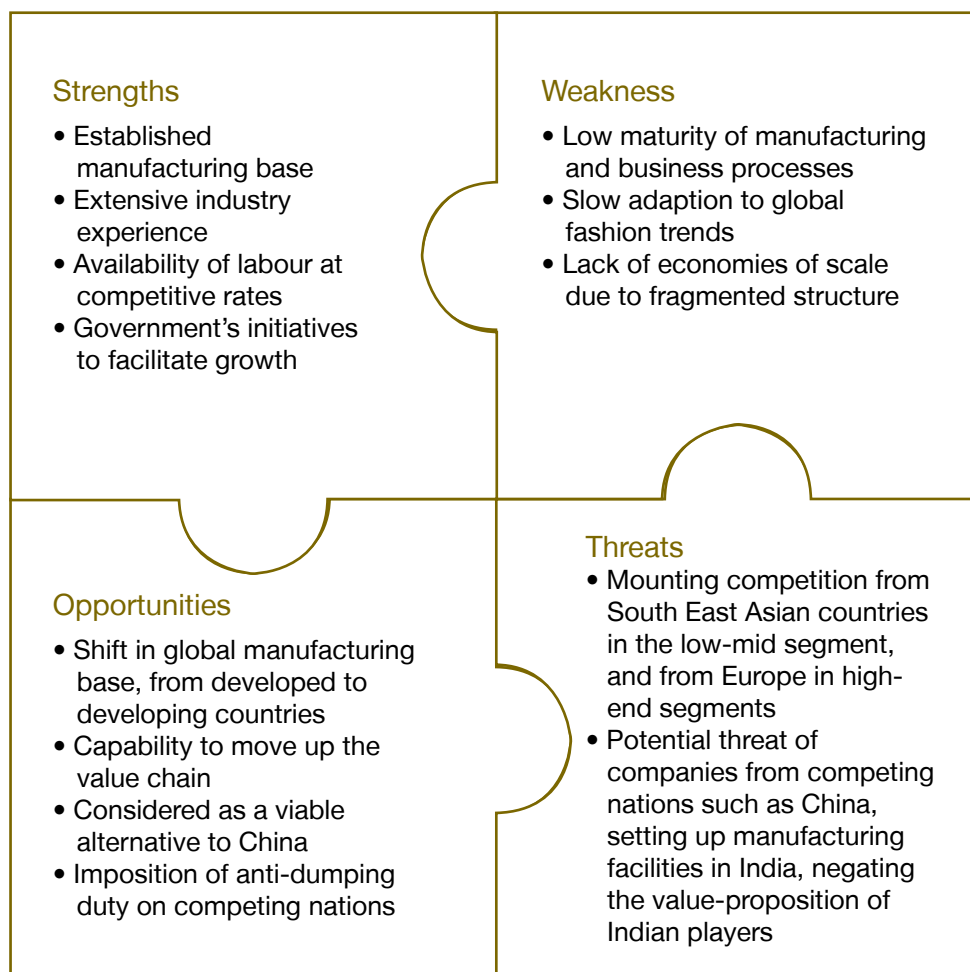 Strengths
• Established
manufacturing base
• Extensive industry
experience
• Availability of labour at
competitive rates
• Government’s initiatives
to facilitate growth
Weakness
• Low maturity of manufacturing
and business processes
• Slow adaption to global
fashion trends
• Lack of economies of scale
due to fragmented structure
Opportunities
• Shift in global manufacturing
base, from developed to
developing countries
• Capability to move up the
value chain
• Considered as a viable
alternative to China
• Imposition of anti-dumping
duty on competing nations
Threats
• Mounting competition from
South East Asian countries
in the low-mid segment,
and from Europe in high-
end segments
• Potential threat of
companies from competing
nations such as China,
setting up manufacturing
facilities in India, negating
the value-proposition of
Indian players